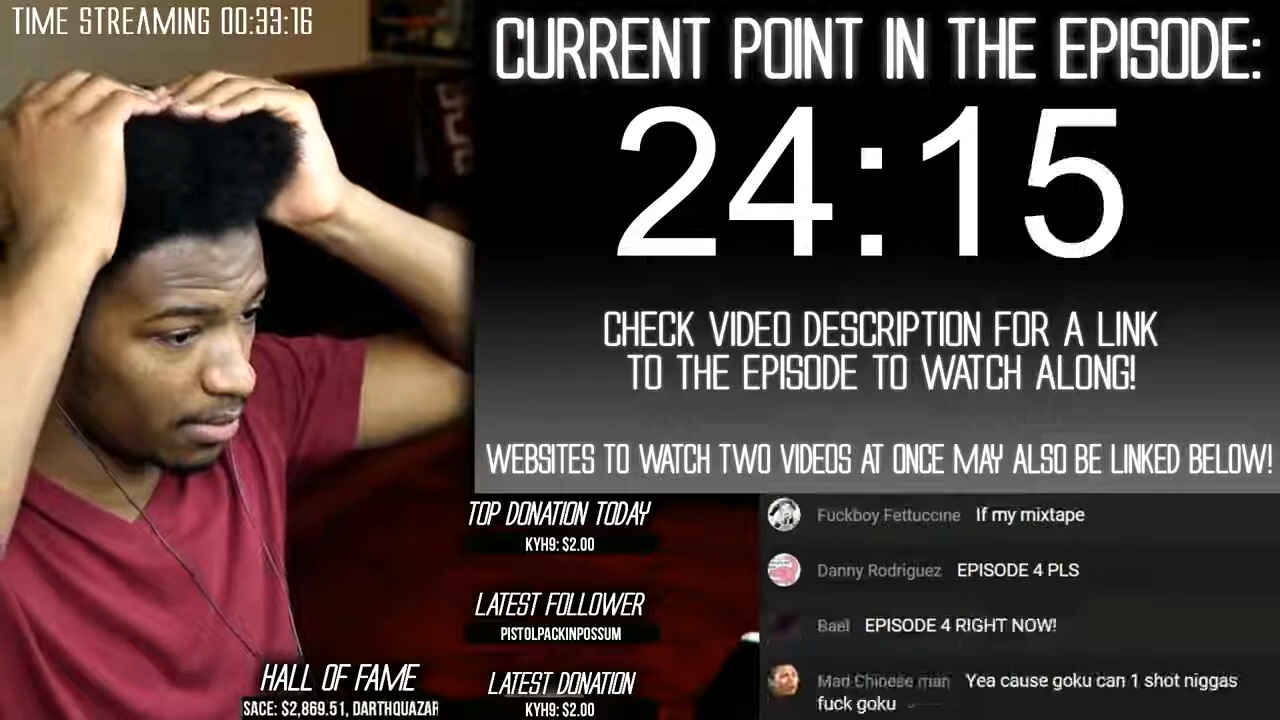 TIME STREAMING 00:33:16
CURRENT POINT IN THE EPISODE:
24:15
CHECK VIDEO DESCRIPTION FOR A LINK
TO THE EPISODE TO WATCH ALONG!
WEBSITES TO WATCH TWO VIDEOS AT ONCE MAY ALSO BE LINKED BELOW!
TOP DONATION TODAY
KYH9: $2.00
LATEST FOLLOWER
PISTOLPACKINPOSSUM
LATEST DONATION
KYH9: $2.00
HALL OF FAME
SACE: $2,869.51, DARTHQUAZAR
Fuckboy Fettuccine If my mixtape
Danny Rodriguez EPISODE 4 PLS
Bael EPISODE 4 RIGHT NOW!
Mad Chinese man Yea cause goku can 1 shot niggas
fuck goku